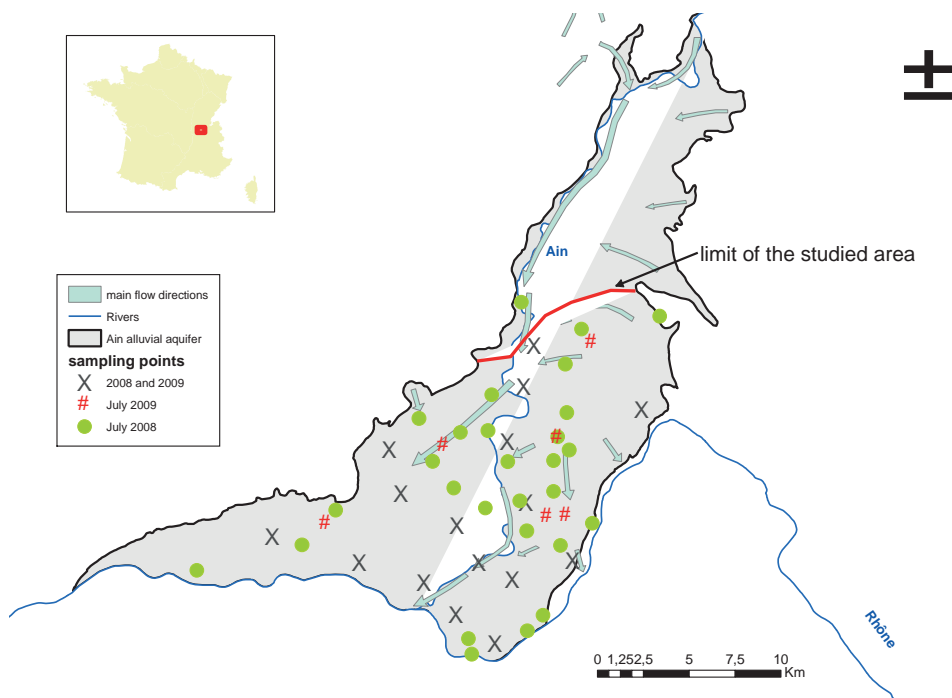 Ain
limit of the studied area
main flow directions
Rivers
Ain alluvial aquifer
sampling points
X 2008 and 2009
# July 2009
July 2008
Rhône
0 1,252,5 5 7,5 10
Km